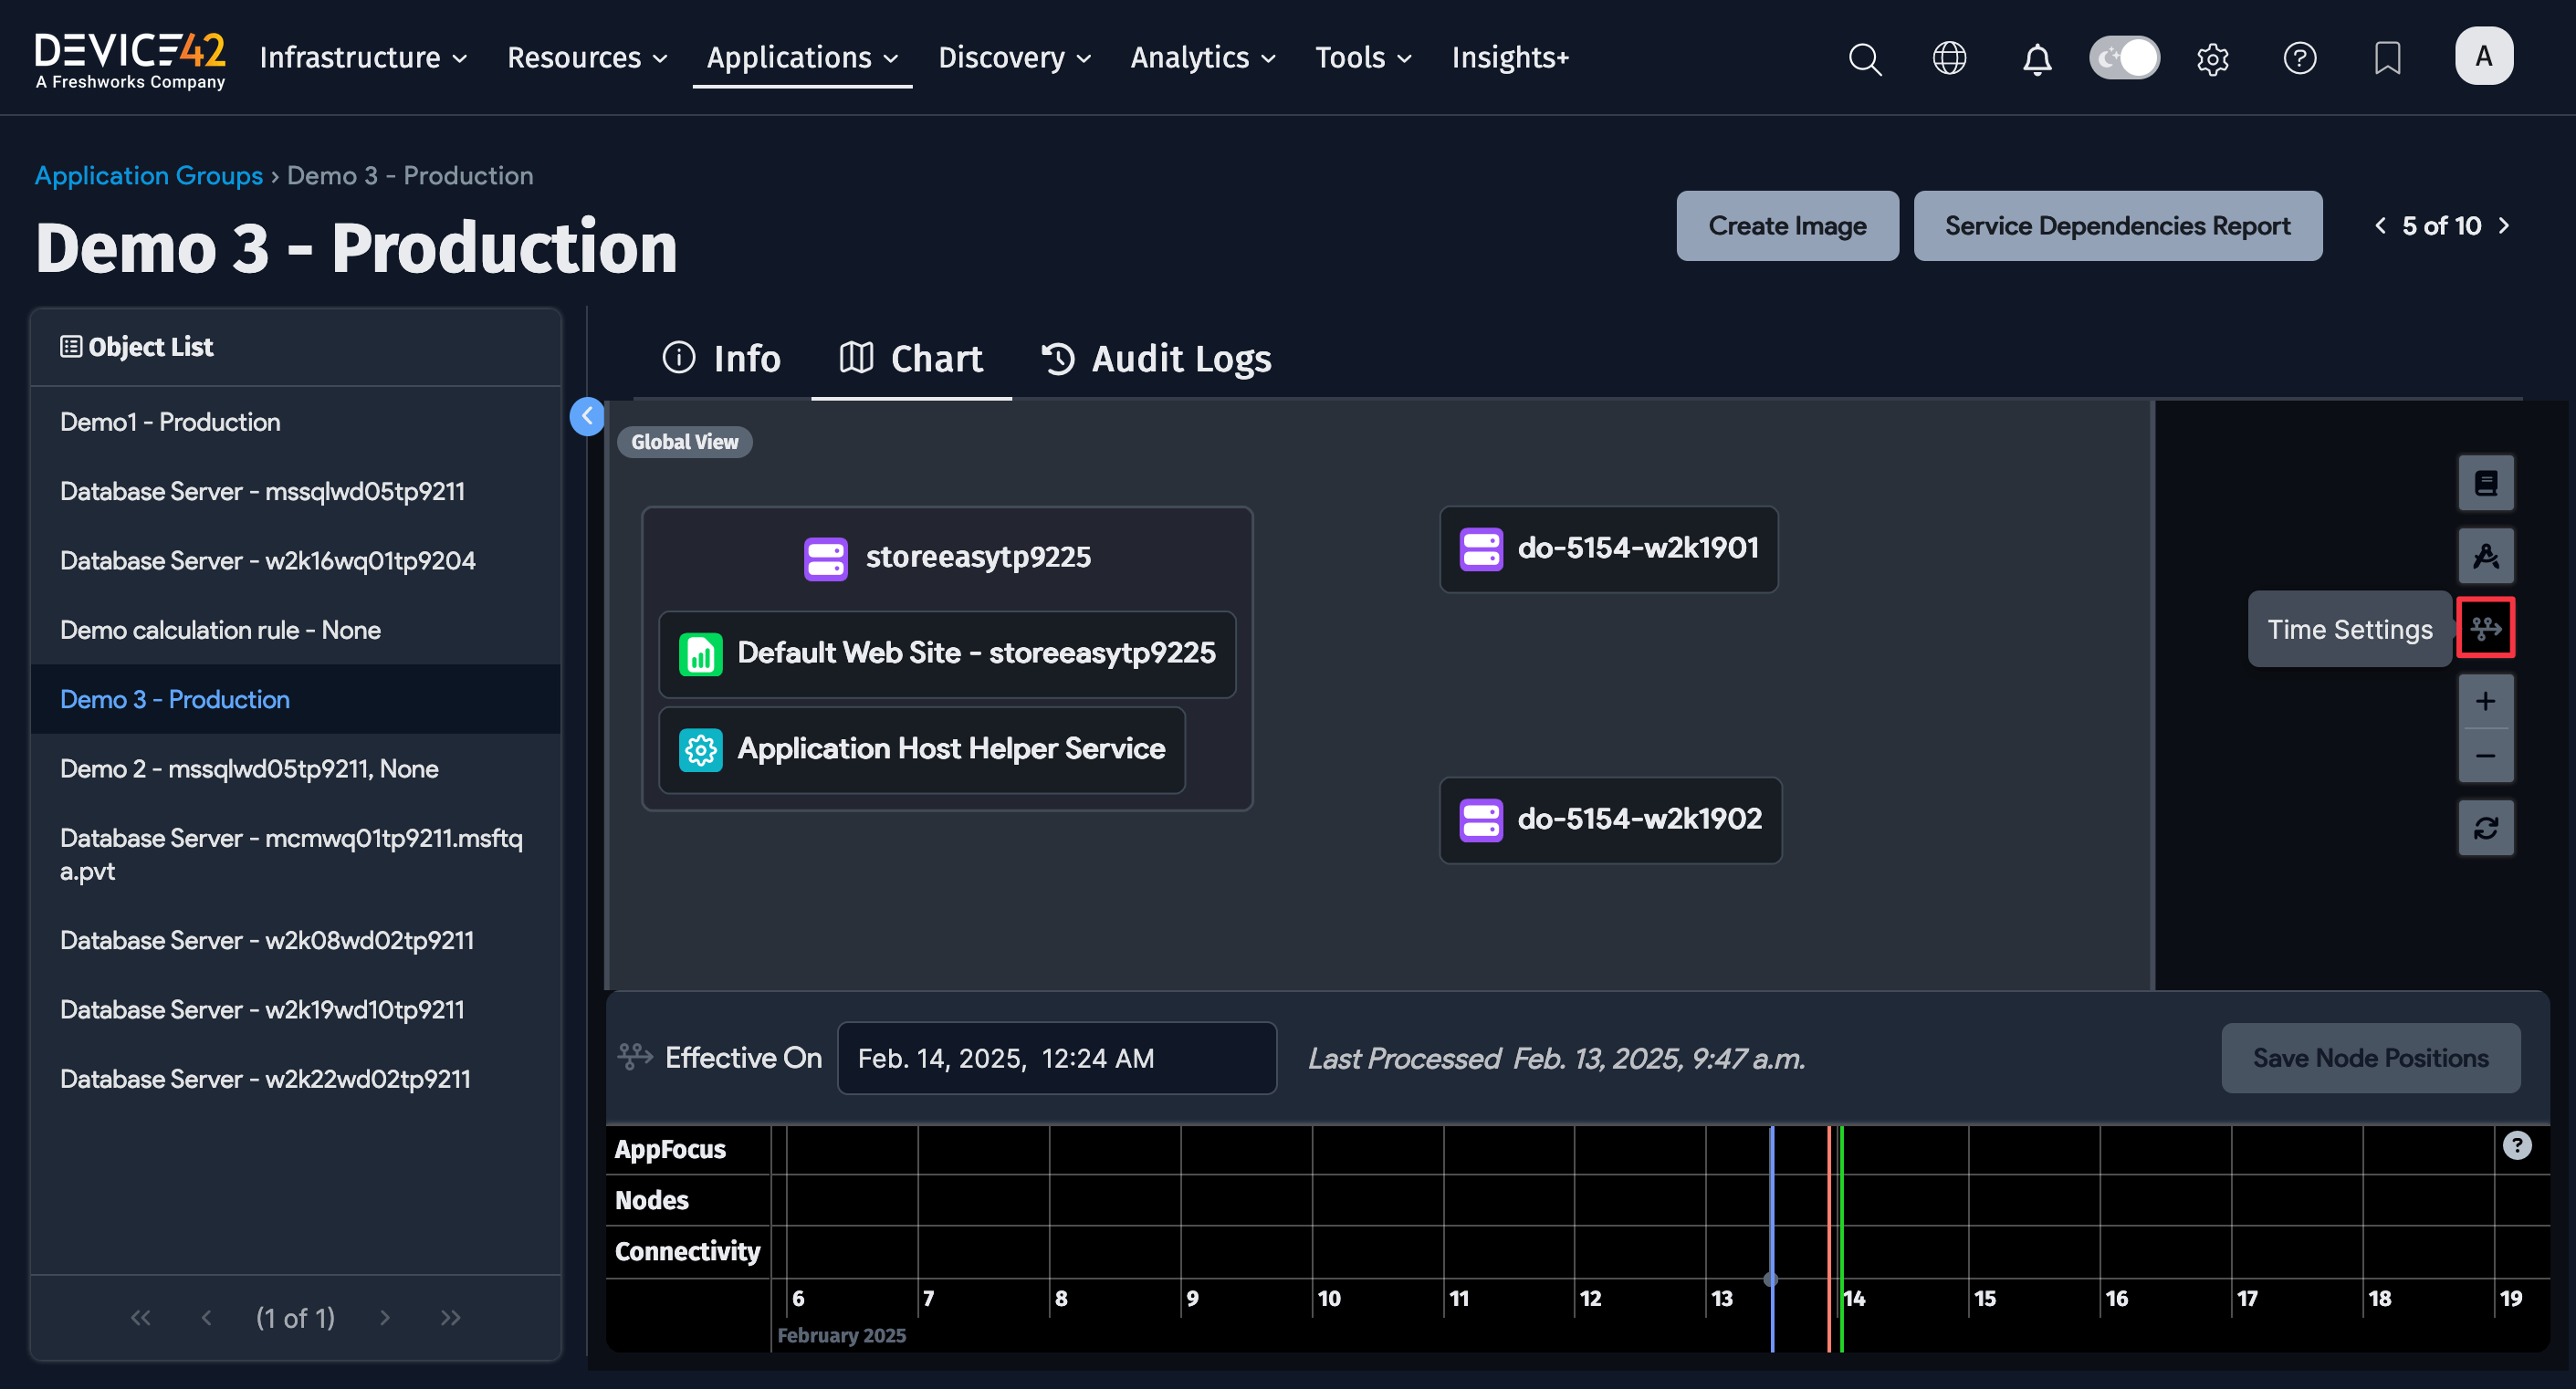 DEVICE42
A Freshworks Company
Infrastructure
Resources
Applications
Discovery
Analytics
Tools
Insights+
A
Application Groups › Demo 3 - Production
Demo 3 - Production
Create Image
Service Dependencies Report
5 of 10
Object List
Demo1 - Production
Database Server - mssqlwd05tp9211
Database Server - w2k16wq01tp9204
Demo calculation rule - None
Demo 3 - Production
Demo 2 - mssqlwd05tp9211, None
Database Server - mcmwq01tp9211.msftq
a.pvt
Database Server - w2k08wd02tp9211
Database Server - w2k19wd10tp9211
Database Server - w2k22wd02tp9211
(1 of 1)
Info
Chart
Audit Logs
Global View
storeeasytp9225
Default Web Site - storeeasytp9225
Application Host Helper Service
do-5154-w2k1901
do-5154-w2k1902
Time Settings
Effective On
Feb. 14, 2025, 12:24 AM
Last Processed Feb. 13, 2025, 9:47 a.m.
Save Node Positions
AppFocus
Nodes
Connectivity
?
6 7 8 9 10 11 12 13 14 15 16 17 18 19
February 2025